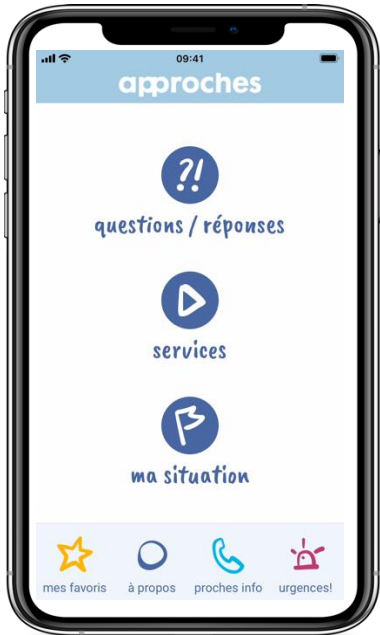 09:41
approches
?!
questions / réponses
services
ma situation
mes favoris à propos proches info urgences!